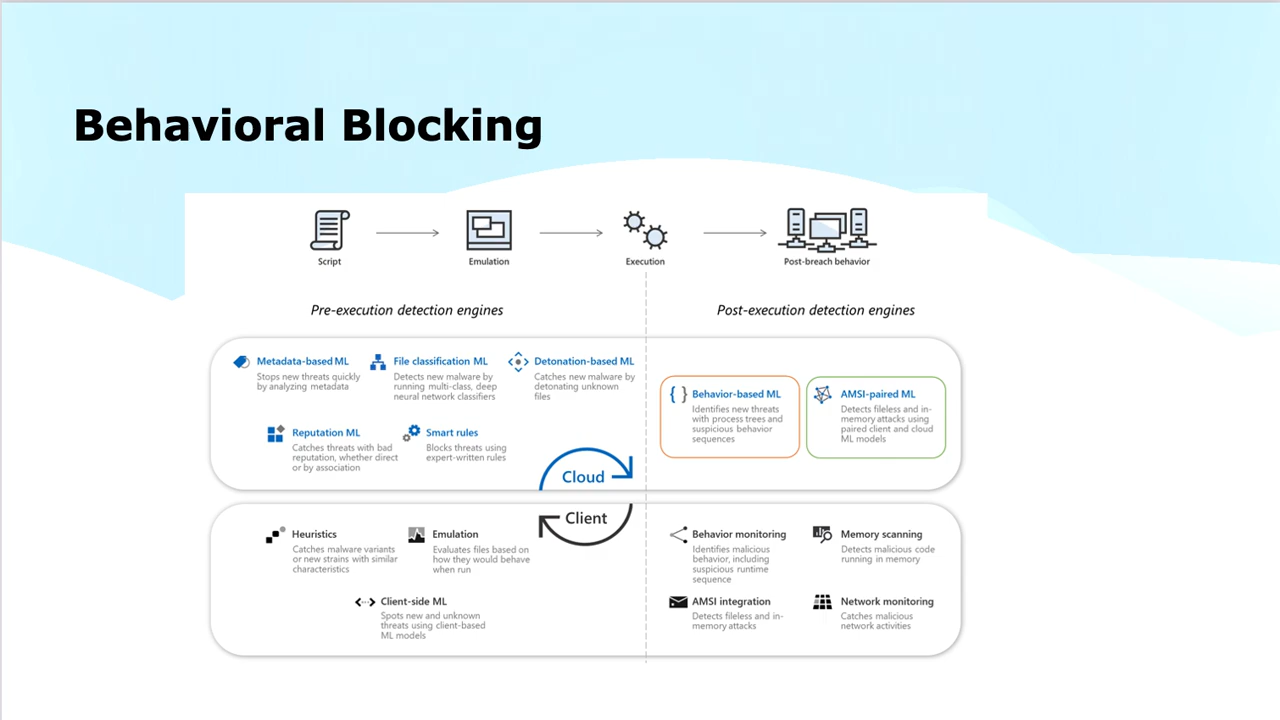 Behavioral Blocking
Script
Emulation
Execution
Post-breach behavior
Pre-execution detection engines
Post-execution detection engines
Metadata-based ML
Stops new threats quickly
by analyzing metadata
File classification ML
Detects new malware by
running multi-class, deep
neural network classifiers
Detonation-based ML
Catches new malware by
detonating unknown
files
Reputation ML
Catches threats with bad
reputation, whether direct
or by association
Smart rules
Blocks threats using
expert-written rules
Behavior-based ML
Identifies new threats
with process trees and
suspicious behavior
sequences
AMSI-paired ML
Detects fileless and in-
memory attacks using
paired client and cloud
ML models
Cloud
Client
Heuristics
Catches malware variants
or new strains with similar
characteristics
Emulation
Evaluates files based on
how they would behave
when run
Client-side ML
Spots new and unknown
threats using client-based
ML models
Behavior monitoring
Identifies malicious
behavior, including
suspicious runtime
sequence
Memory scanning
Detects malicious code
running in memory
AMSI integration
Detects fileless and in-
memory attacks
Network monitoring
Catches malicious
network activities